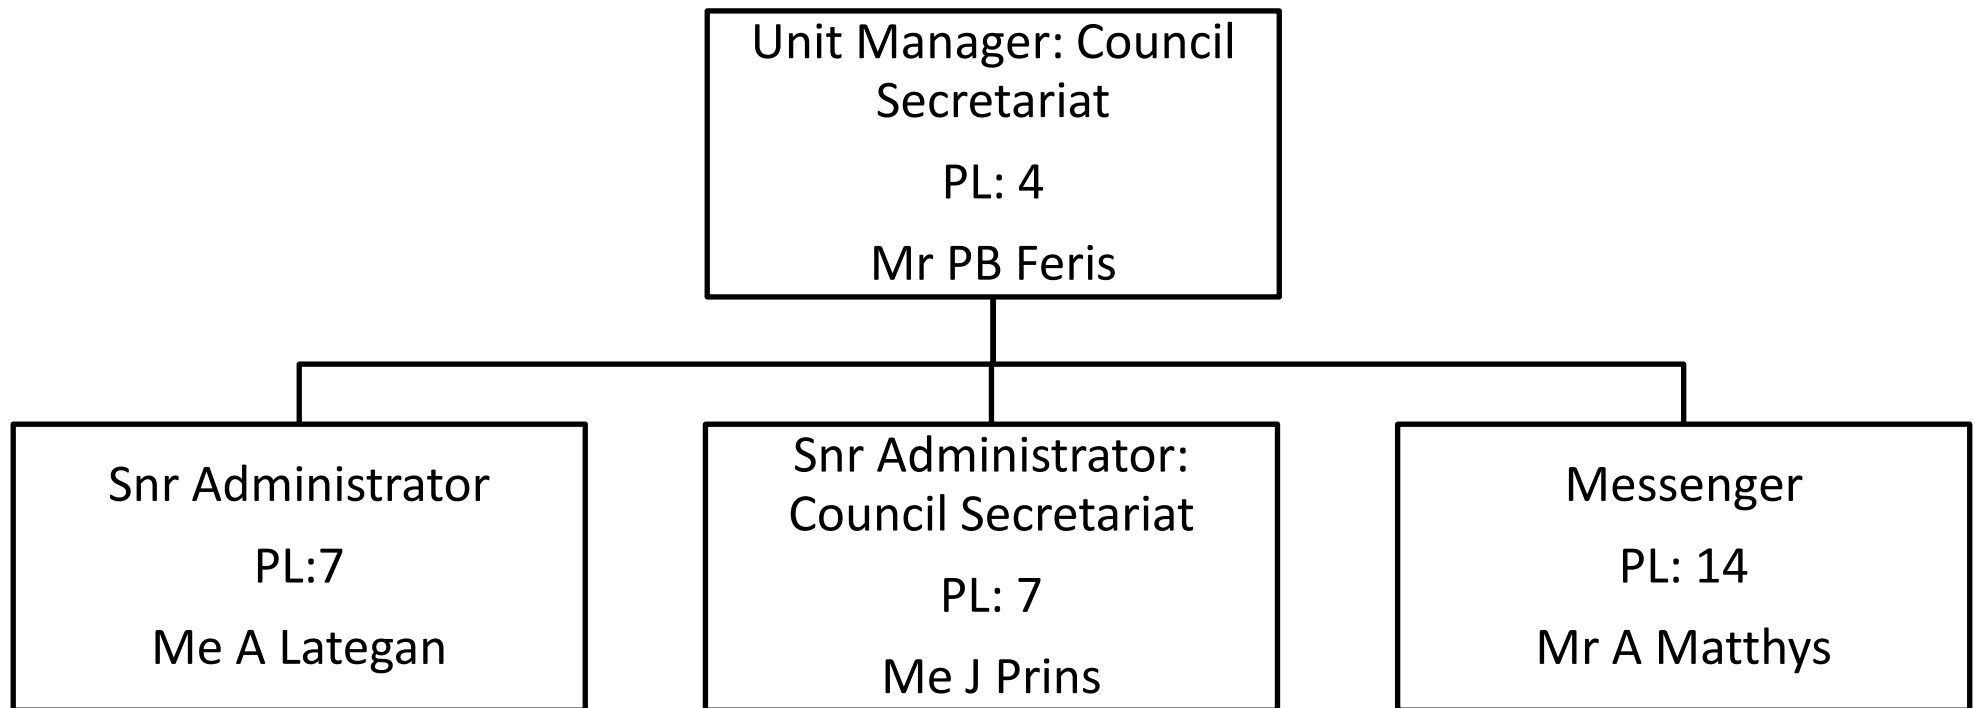 Unit Manager: Council
Secretariat
PL: 4
Mr PB Feris
Snr Administrator
PL:7
Me A Lategan
Snr Administrator:
Council Secretariat
PL: 7
Me J Prins
Messenger
PL: 14
Mr A Matthys